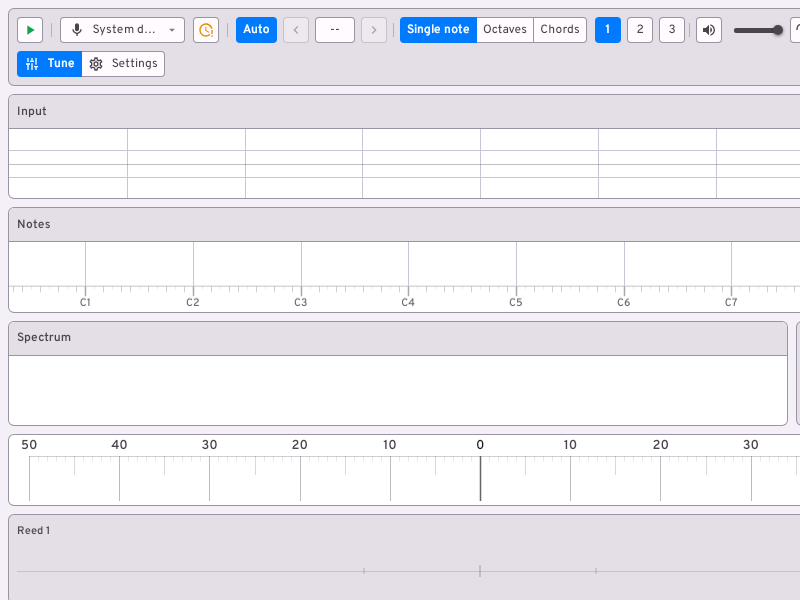 System d... Auto -- Single note Octaves Chords 1 2 3
Tune Settings
Input
Notes
C1 C2 C3 C4 C5 C6 C7
Spectrum
50 40 30 20 10 0 10 20 30
Reed 1